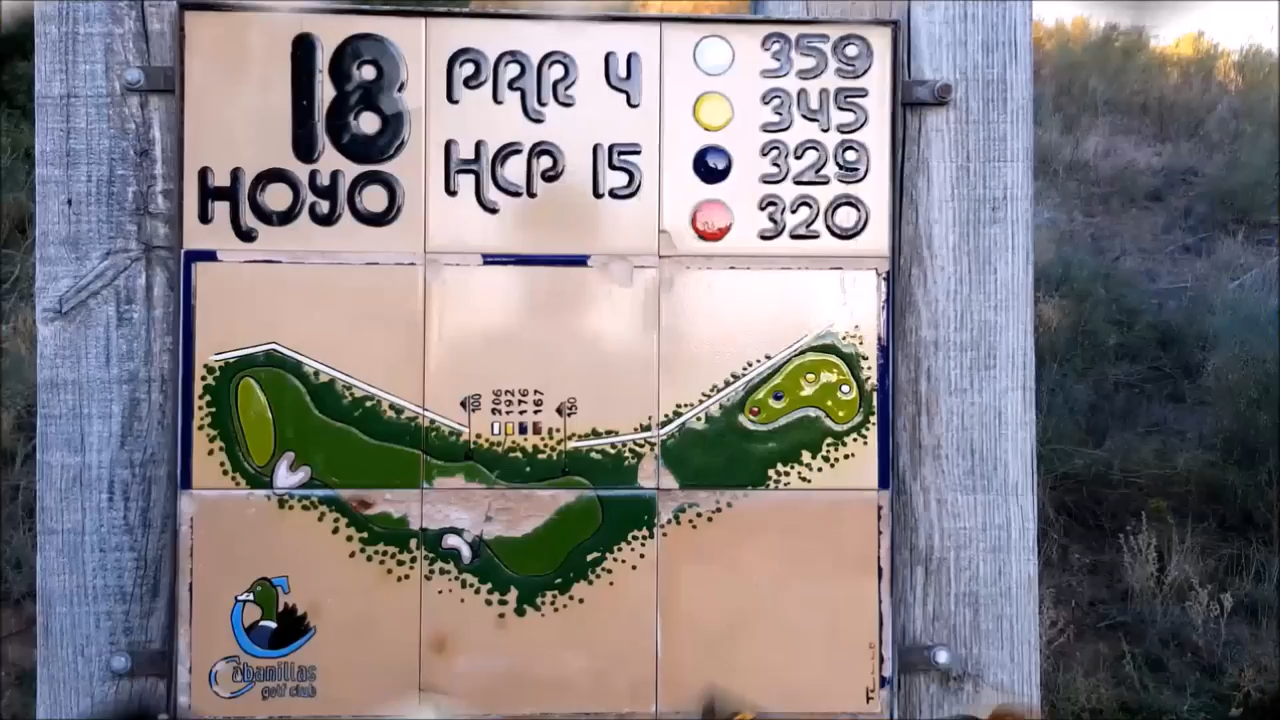 18
HOYO
PAR 4
HCP 15
359
345
329
320
100
206
192
176
167
150
Cabanillas
golf club